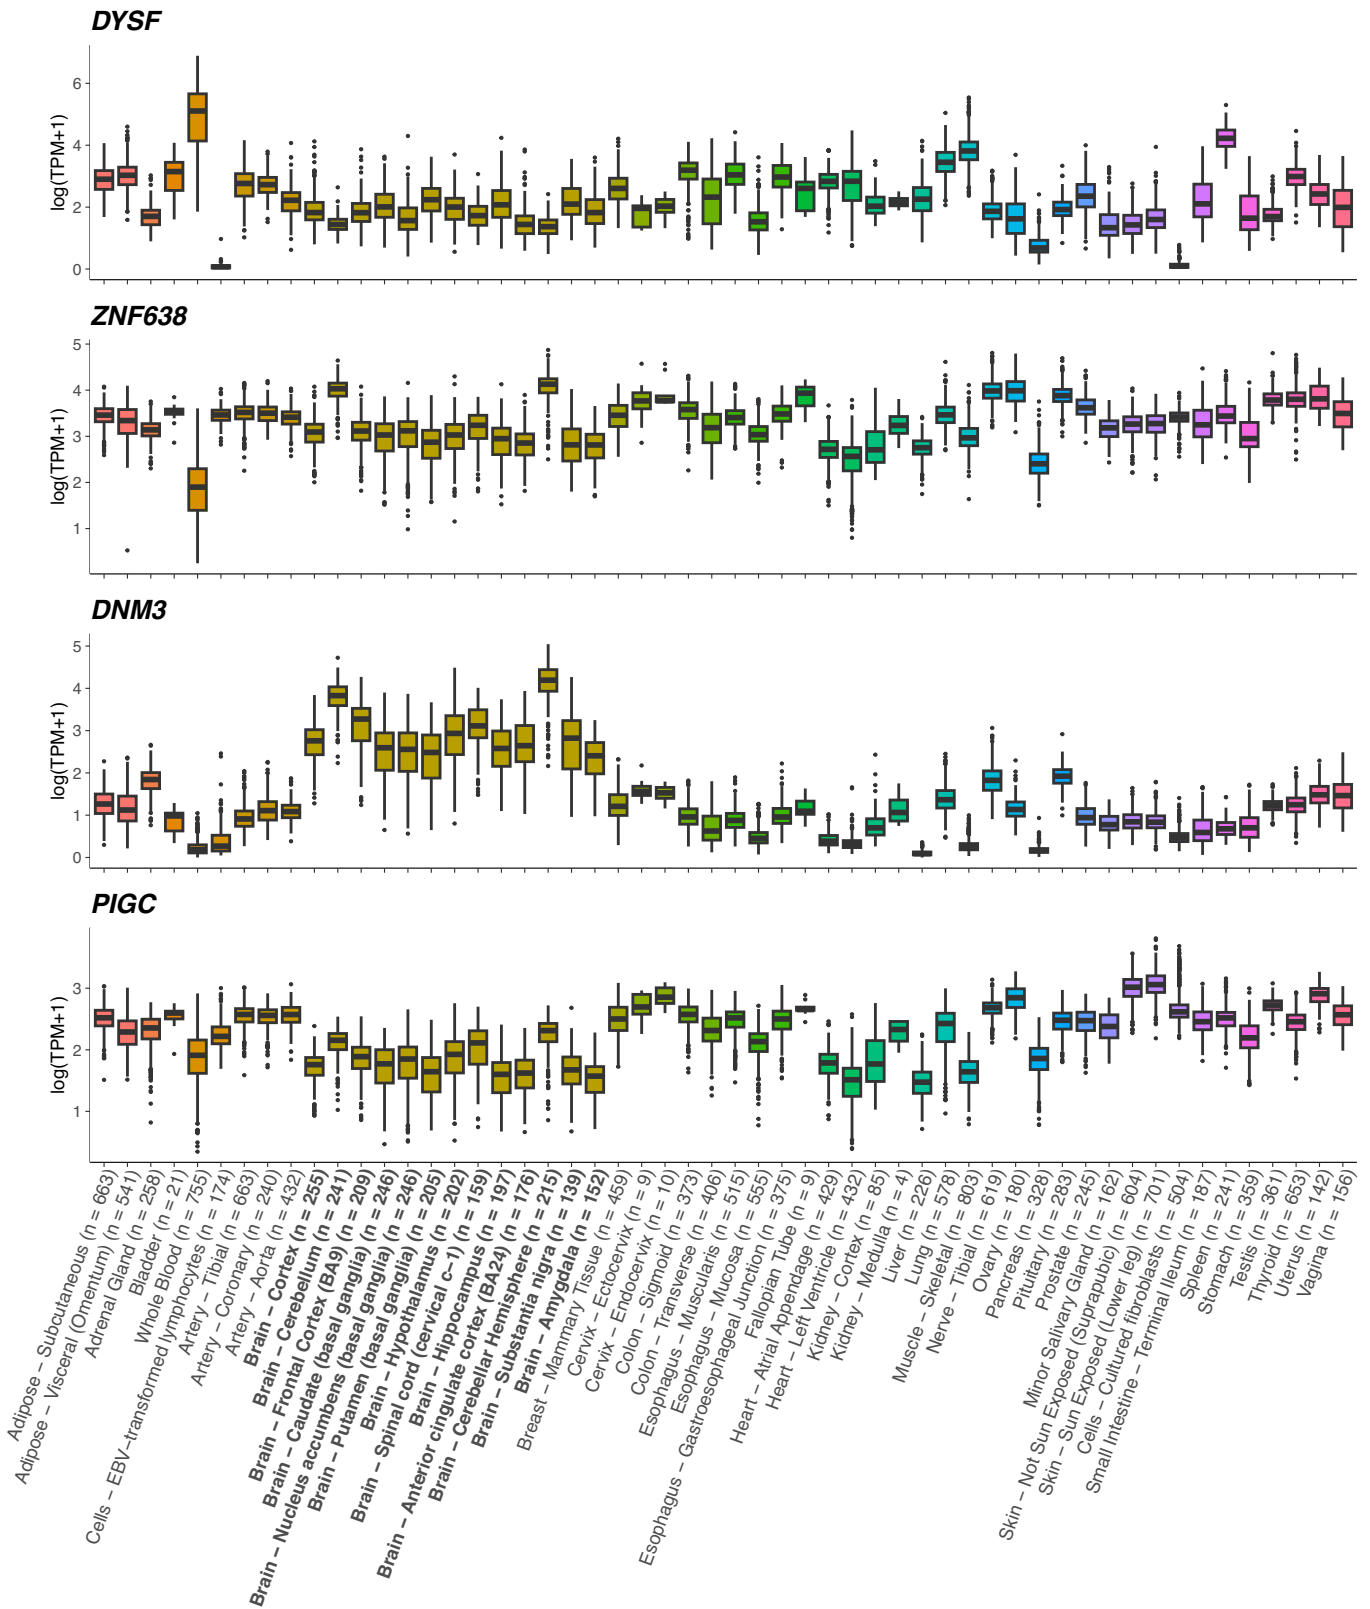 DYSF
log(TPM+1)
6
4
2
0
ZNF638
log(TPM+1)
5
4
3
2
1
DNM3
log(TPM+1)
5
4
3
2
1
0
PIGC
log(TPM+1)
3
2
1
Adipose − Subcutaneous (n = 663)
Adipose − Visceral (Omentum) (n = 541)
Adrenal Gland (n = 258)
Bladder (n = 21)
Whole Blood (n = 755)
Cells − EBV−transformed lymphocytes (n = 174)
Artery − Tibial (n = 663)
Artery − Coronary (n = 240)
Artery − Aorta (n = 432)
Brain − Cortex (n = 255)
Brain − Cerebellum (n = 241)
Brain − Frontal Cortex (BA9) (n = 209)
Brain − Caudate (basal ganglia) (n = 246)
Brain − Nucleus accumbens (basal ganglia) (n = 246)
Brain − Putamen (basal ganglia) (n = 205)
Brain − Hypothalamus (n = 202)
Brain − Spinal cord (cervical c−1) (n = 159)
Brain − Hippocampus (n = 197)
Brain − Anterior cingulate cortex (BA24) (n = 176)
Brain − Cerebellar Hemisphere (n = 215)
Brain − Substantia nigra (n = 139)
Brain − Amygdala (n = 152)
Breast − Mammary Tissue (n = 459)
Cervix − Ectocervix (n = 9)
Cervix − Endocervix (n = 10)
Colon − Sigmoid (n = 373)
Colon − Transverse (n = 406)
Esophagus − Muscularis (n = 515)
Esophagus − Mucosa (n = 555)
Esophagus − Gastroesophageal Junction (n = 375)
Fallopian Tube (n = 9)
Heart − Atrial Appendage (n = 429)
Heart − Left Ventricle (n = 432)
Kidney − Cortex (n = 85)
Kidney − Medulla (n = 4)
Liver (n = 226)
Lung (n = 578)
Muscle − Skeletal (n = 803)
Nerve − Tibial (n = 619)
Ovary (n = 180)
Pancreas (n = 328)
Pituitary (n = 283)
Prostate (n = 245)
Minor Salivary Gland (n = 162)
Skin − Not Sun Exposed (Suprapubic) (n = 604)
Skin − Sun Exposed (Lower leg) (n = 701)
Cells − Cultured fibroblasts (n = 504)
Small Intestine − Terminal Ileum (n = 187)
Spleen (n = 241)
Stomach (n = 359)
Testis (n = 361)
Thyroid (n = 653)
Uterus (n = 142)
Vagina (n = 156)